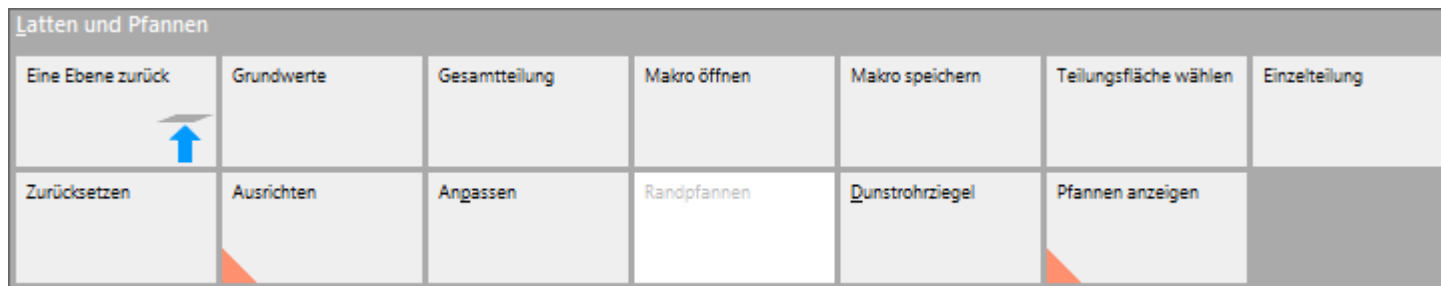 Latten und Pfannen
Eine Ebene zurück
Grundwerte
Gesamtteilung
Makro öffnen
Makro speichern
Teilungsfläche wählen
Einzelteilung
Zurücksetzen
Ausrichten
Anpassen
Randpfannen
Dunstrohrziegel
Pfannen anzeigen